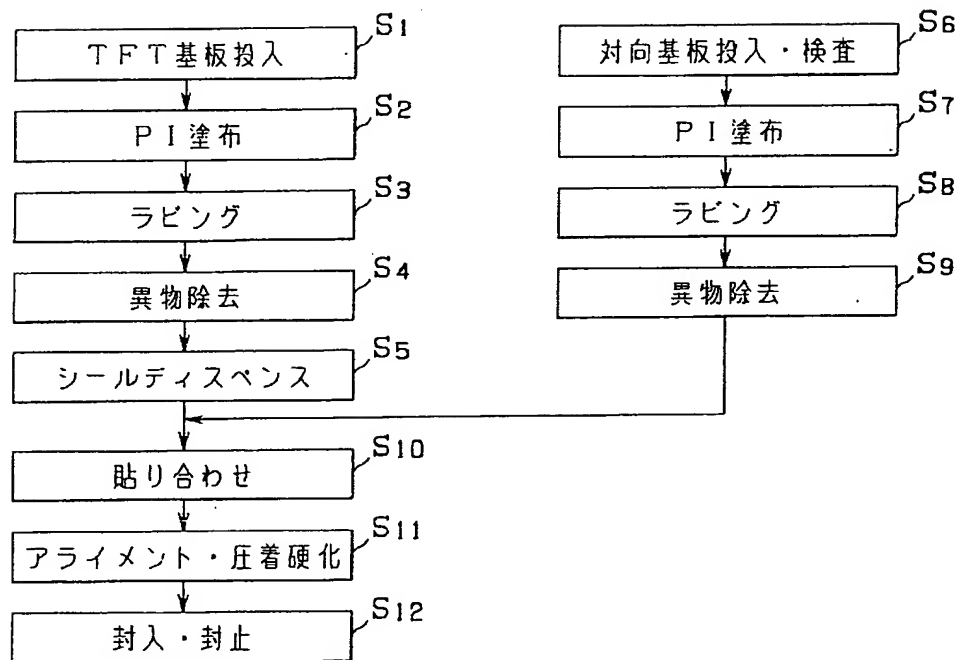 S1
TFT基板投入
S2
PI塗布
S3
ラビング
S4
異物除去
S5
シールディスペンス
S6
対向基板投入・検査
S7
PI塗布
S8
ラビング
S9
異物除去
S10
貼り合わせ
S11
アライメント・圧着硬化
S12
封入・封止